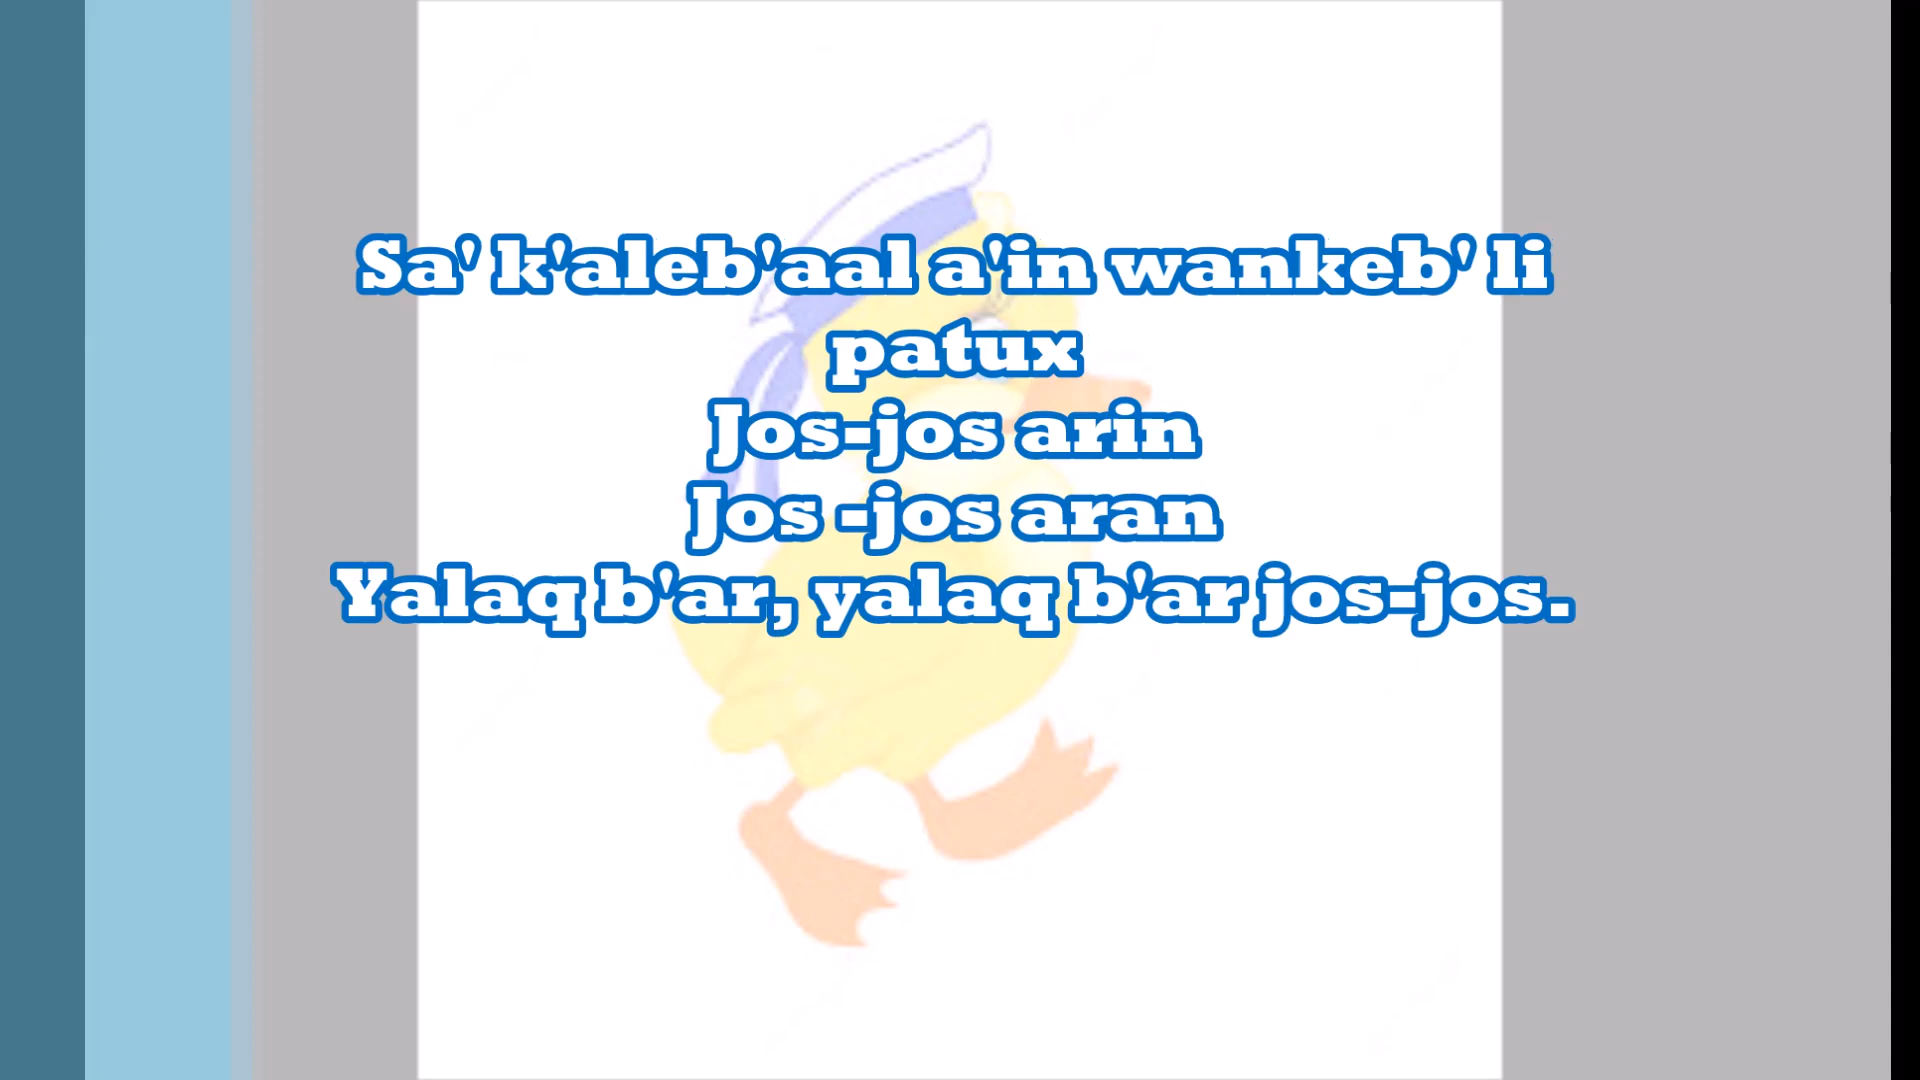 Sa' k'aleb'aal a'in wankeb' li
patux
Jos-jos arin
Jos -jos aran
Yalaq b'ar, yalaq b'ar jos-jos.